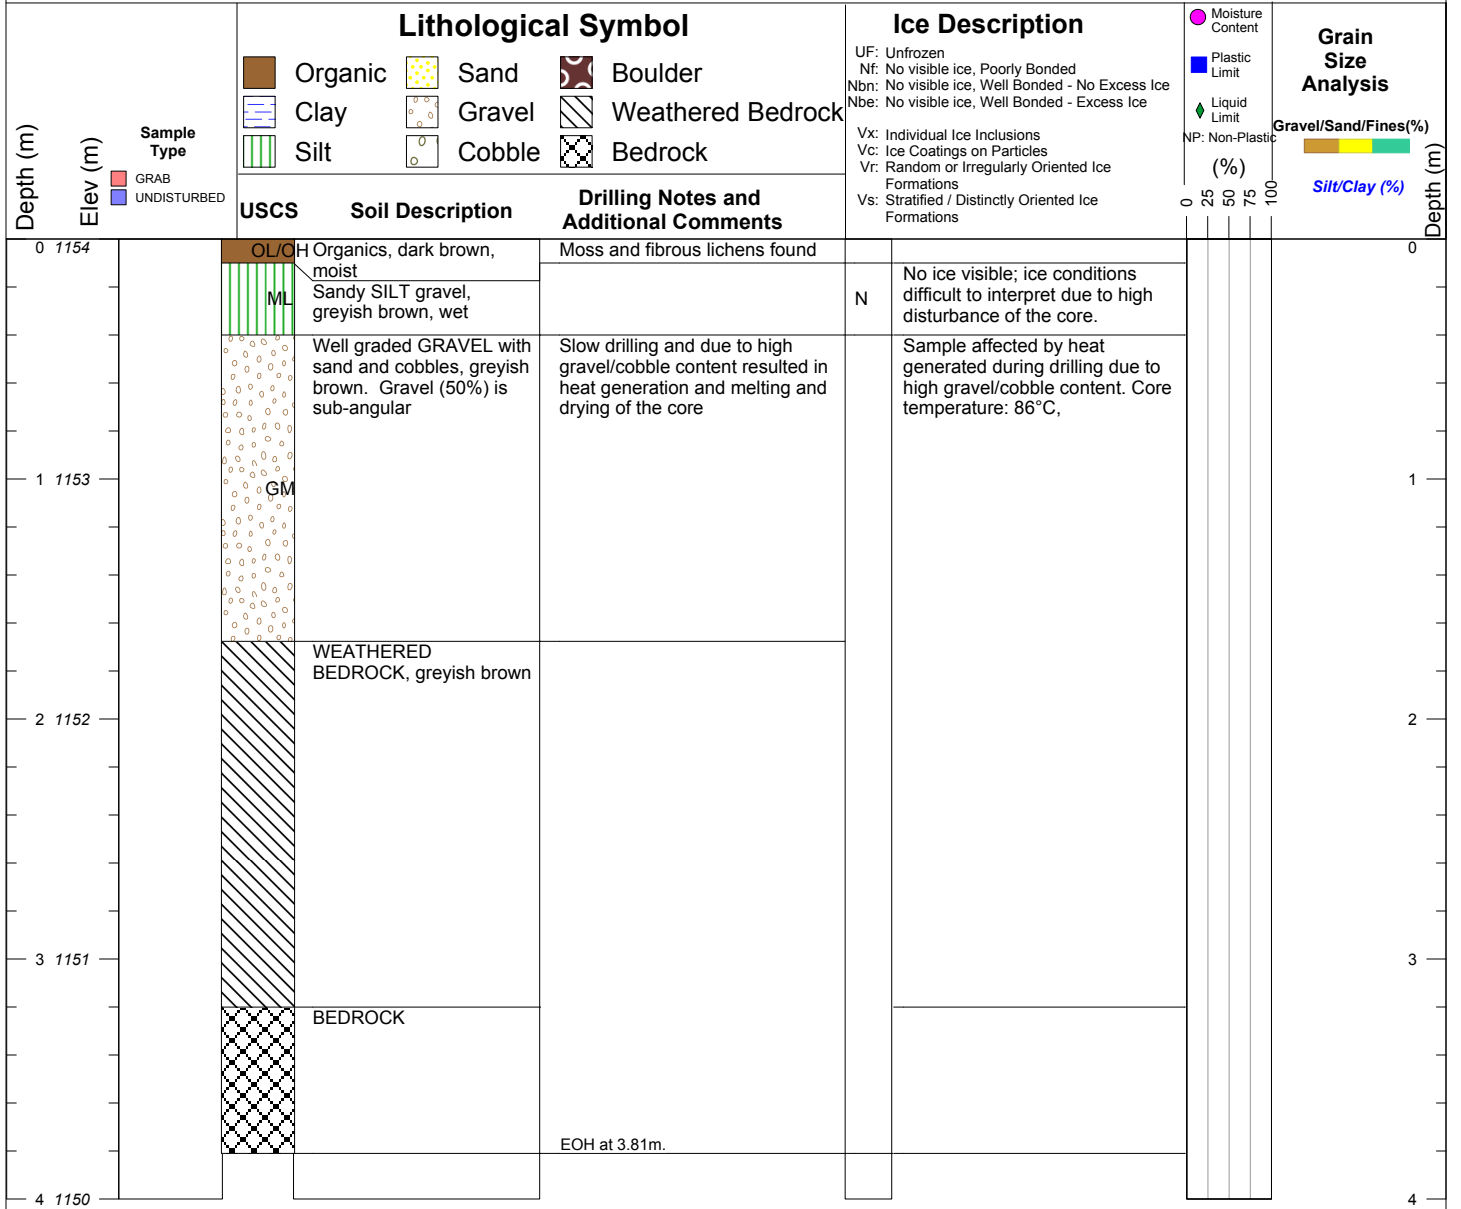 Lithological Symbol
Organic
Sand
Boulder
Clay
Gravel
Weathered Bedrock
Silt
Cobble
Bedrock
Ice Description
UF: Unfrozen
Nf: No visible ice, Poorly Bonded
Nbn: No visible ice, Well Bonded - No Excess Ice
Nbe: No visible ice, Well Bonded - Excess Ice
Vx: Individual Ice Inclusions
Vc: Ice Coatings on Particles
Vr: Random or Irregularly Oriented Ice
Formations
Vs: Stratified / Distinctly Oriented Ice
Formations
Moisture
Content
Plastic
Limit
Liquid
Limit
NP: Non-Plastic
(%)
0 25 50 75 100
Grain
Size
Analysis
Gravel/Sand/Fines(%)
Silt/Clay (%)
Depth (m)
Depth (m)
Elev (m)
Sample
Type
GRAB
UNDISTURBED
USCS
Soil Description
Drilling Notes and
Additional Comments
0 1154
OL/OH
Organics, dark brown,
moist
Moss and fibrous lichens found
0
ML
Sandy SILT gravel,
greyish brown, wet
N
No ice visible; ice conditions
difficult to interpret due to high
disturbance of the core.
Well graded GRAVEL with
sand and cobbles, greyish
brown. Gravel (50%) is
sub-angular
Slow drilling and due to high
gravel/cobble content resulted in
heat generation and melting and
drying of the core
Sample affected by heat
generated during drilling due to
high gravel/cobble content. Core
temperature: 86°C,
1 1153
GM
1
WEATHERED
BEDROCK, greyish brown
2 1152
2
3 1151
3
BEDROCK
EOH at 3.81m.
4 1150
4